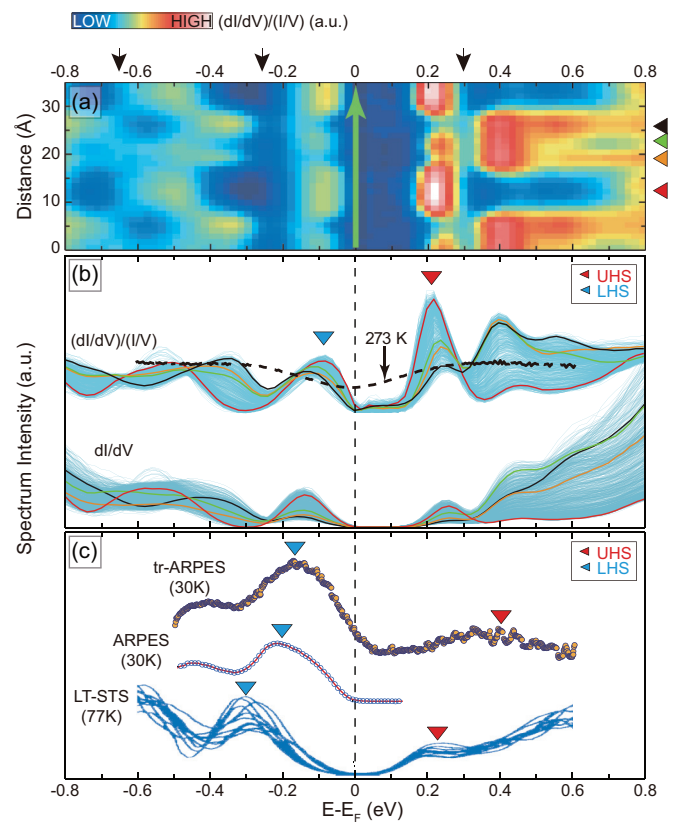 LOW HIGH (dI/dV)/(I/V) (a.u.)
-0.8 -0.6 -0.4 -0.2 0 0.2 0.4 0.6 0.8
(a)
Distance (Å)
30
20
10
0
(b)
UHS
LHS
(dI/dV)/(I/V)
273 K
dI/dV
Spectrum Intensity (a.u.)
(c)
UHS
LHS
tr-ARPES
(30K)
ARPES
(30K)
LT-STS
(77K)
-0.8 -0.6 -0.4 -0.2 0 0.2 0.4 0.6 0.8
E-EF (eV)